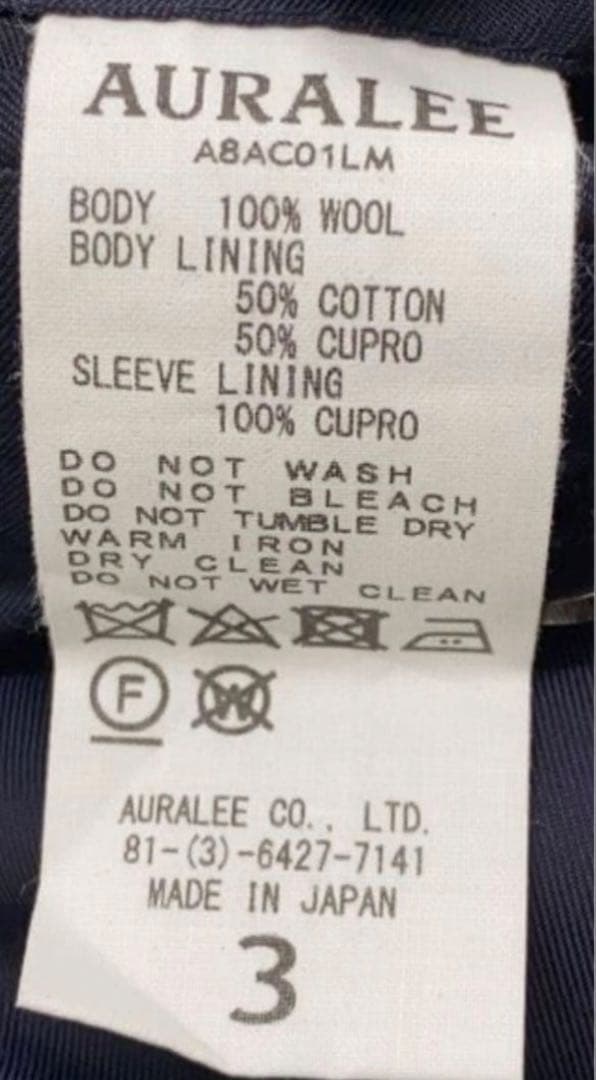 AURALEE
A8AC01LM
BODY 100% WOOL
BODY LINING
50% COTTON
50% CUPRO
SLEEVE LINING
100% CUPRO
DO NOT WASH
DO NOT BLEACH
DO NOT TUMBLE DRY
WARM IRON
DRY CLEAN
DO NOT WET CLEAN
F W
AURALEE CO., LTD.
81-(3)-6427-7141
MADE IN JAPAN
3